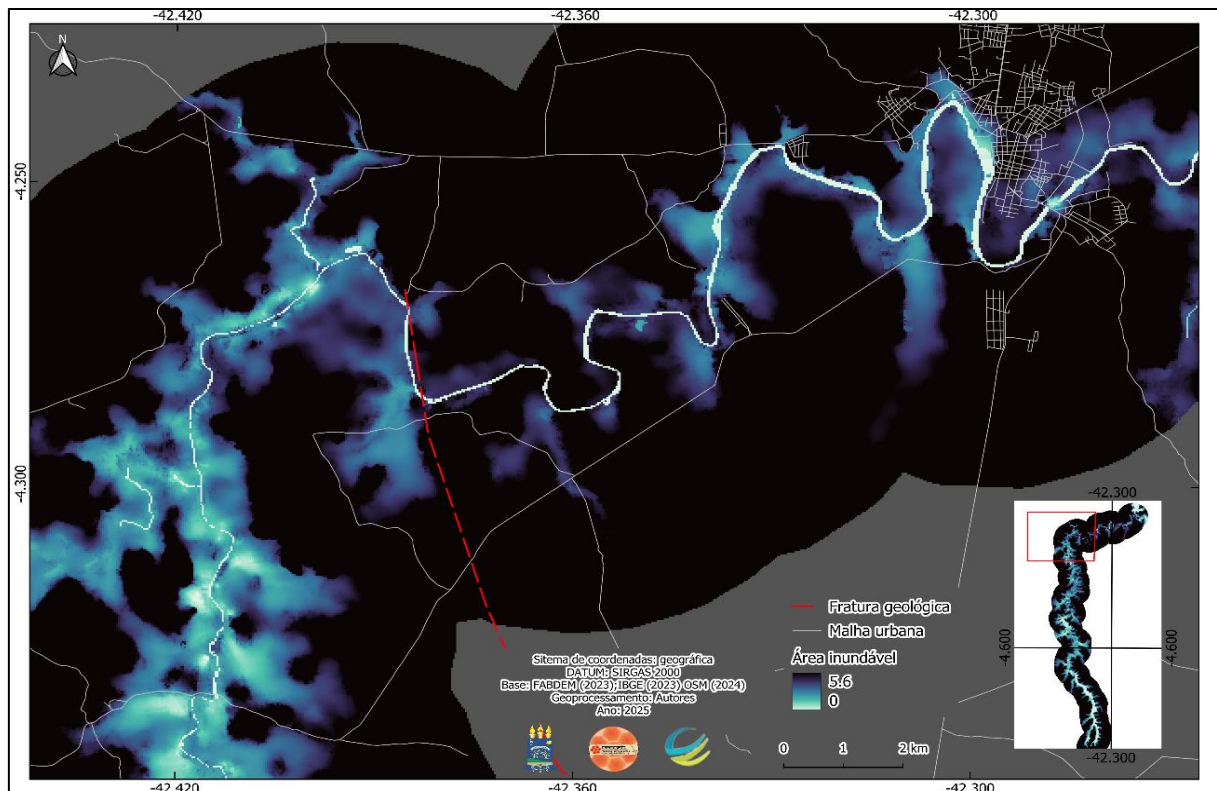 -42.420
-42.360
-42.300
N
-4.250
-4.300
-42.300
-4.600
-42.300
Fratura geológica
Malha urbana
Área inundável
5.6
0
Sitema de coordenadas: geográfica
DATUM: SIRGAS 2000
Base: FABDEM (2023); IBGE (2023) OSM (2024)
Geoprocessamento: Autores
Ano: 2025
0 1 2 km
-42.420
-42.360
-42.300